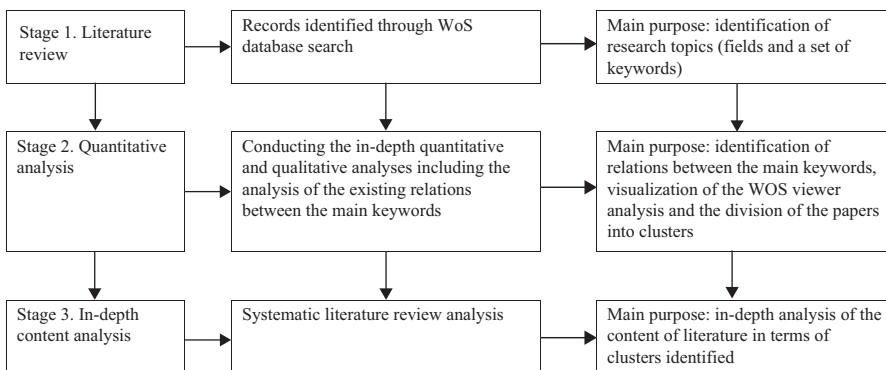 Stage 1. Literature
review
Records identified through WoS
database search
Main purpose: identification of
research topics (fields and a set of
keywords)
Stage 2. Quantitative
analysis
Conducting the in-depth quantitative
and qualitative analyses including the
analysis of the existing relations
between the main keywords
Main purpose: identification of
relations between the main keywords,
visualization of the WOS viewer
analysis and the division of the papers
into clusters
Stage 3. In-depth
content analysis
Systematic literature review analysis
Main purpose: in-depth analysis of the
content of literature in terms of
clusters identified